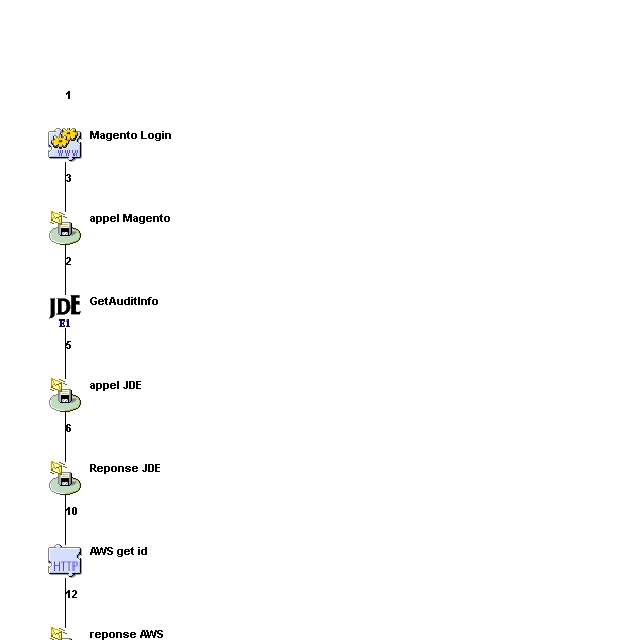 1
Magento Login
WWW
3
appel Magento
2
GetAuditInfo
JDE
E1
5
appel JDE
6
Reponse JDE
10
AWS get id
HTTP
12
reponse AWS